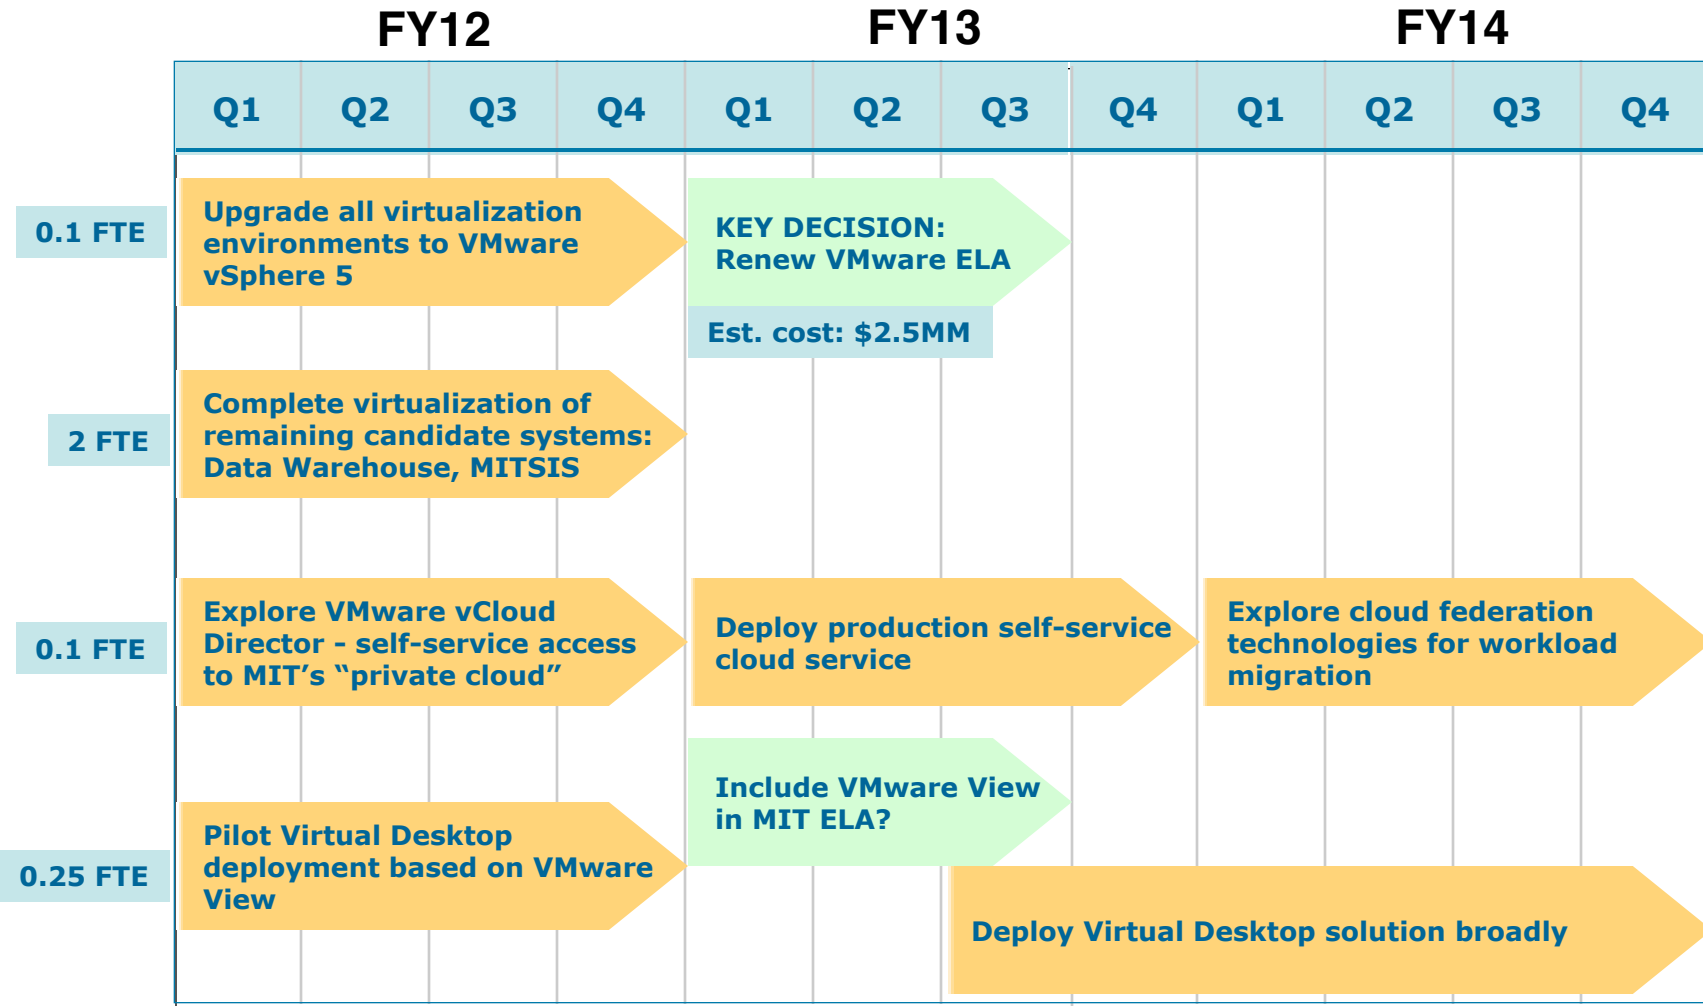 FY12 FY13 FY14
Q1 Q2 Q3 Q4 Q1 Q2 Q3 Q4 Q1 Q2 Q3 Q4
0.1 FTE
Upgrade all virtualization
environments to VMware
vSphere 5
KEY DECISION:
Renew VMware ELA
Est. cost: $2.5MM
2 FTE
Complete virtualization of
remaining candidate systems:
Data Warehouse, MITSIS
0.1 FTE
Explore VMware vCloud
Director - self-service access
to MIT’s “private cloud”
Deploy production self-service
cloud service
Explore cloud federation
technologies for workload
migration
Include VMware View
in MIT ELA?
0.25 FTE
Pilot Virtual Desktop
deployment based on VMware
View
Deploy Virtual Desktop solution broadly